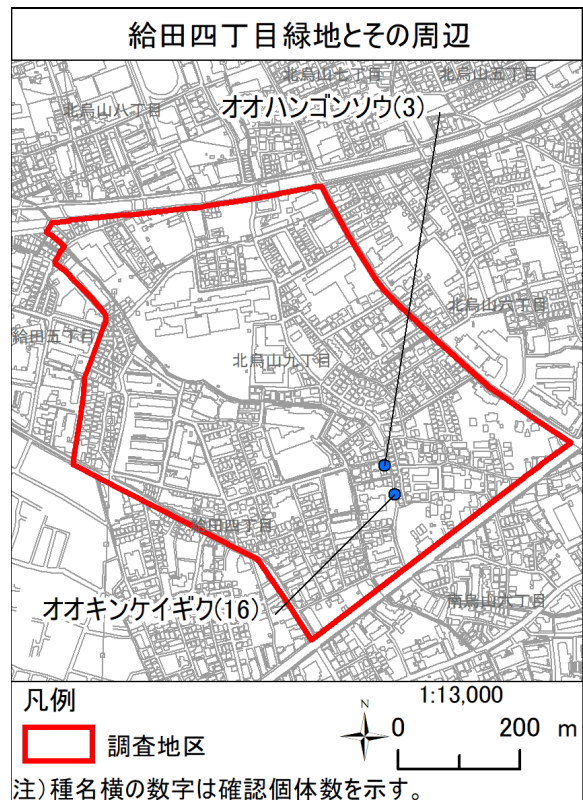 給田四丁目緑地とその周辺
北烏山七丁目
北烏山五丁目
北烏山八丁目
オオハンゴンソウ(3)
北烏山六丁目
給田五丁目
北烏山九丁目
給田四丁目
南烏山六丁目
オオキンケイギク(16)
凡例
調査地区
N
1:13,000
0 200 m
注）種名横の数字は確認個体数を示す。